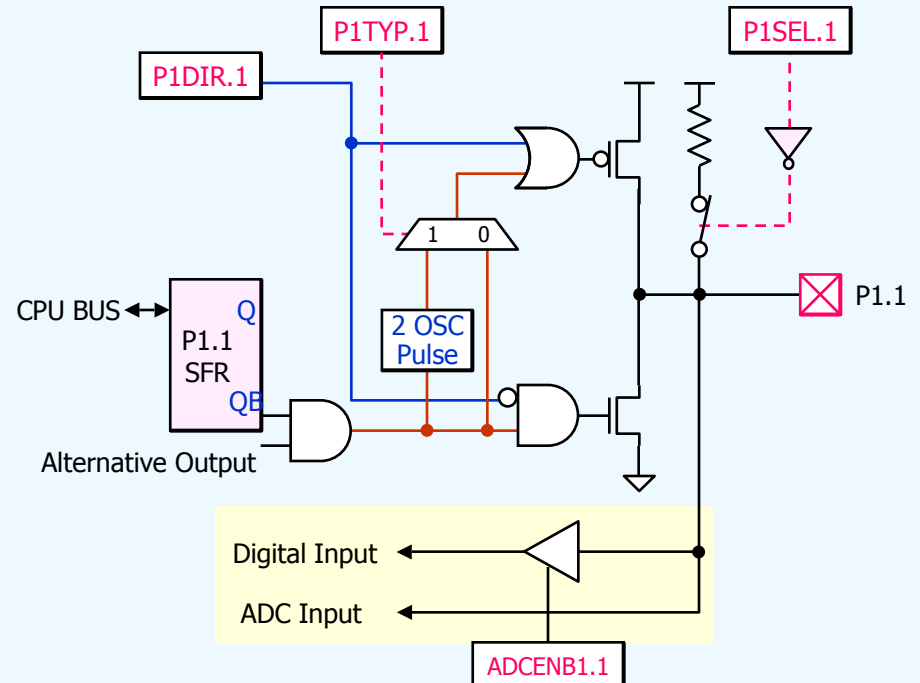 P1TYP.1
P1SEL.1
P1DIR.1
1 0
CPU BUS
Q
P1.1
SFR
QB
2 OSC
Pulse
P1.1
Alternative Output
Digital Input
ADC Input
ADCENB1.1